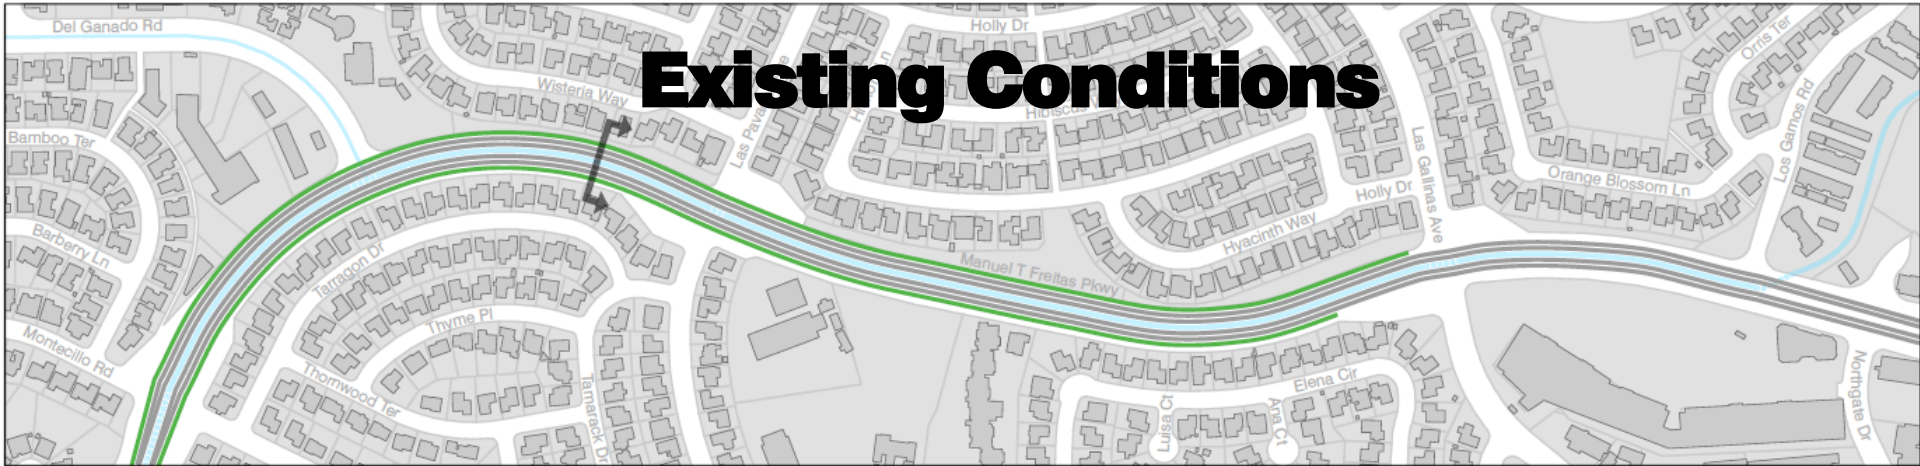 Existing Conditions
Del Ganado Rd
Holly Dr
Orris Ter
Wisteria Way
Los Gamos Rd
Bamboo Ter
Las Gallinas Ave
Orange Blossom Ln
Holly Dr
Barberry Ln
Hyacinth Way
Tarragon Dr
Manuel T Freitas Pkwy
Thyme Pl
Montecillo Rd
Thornwood Ter
Tamarack Dr
Elena Cir
Luisa Ct
Ana Ct
Northgate Dr